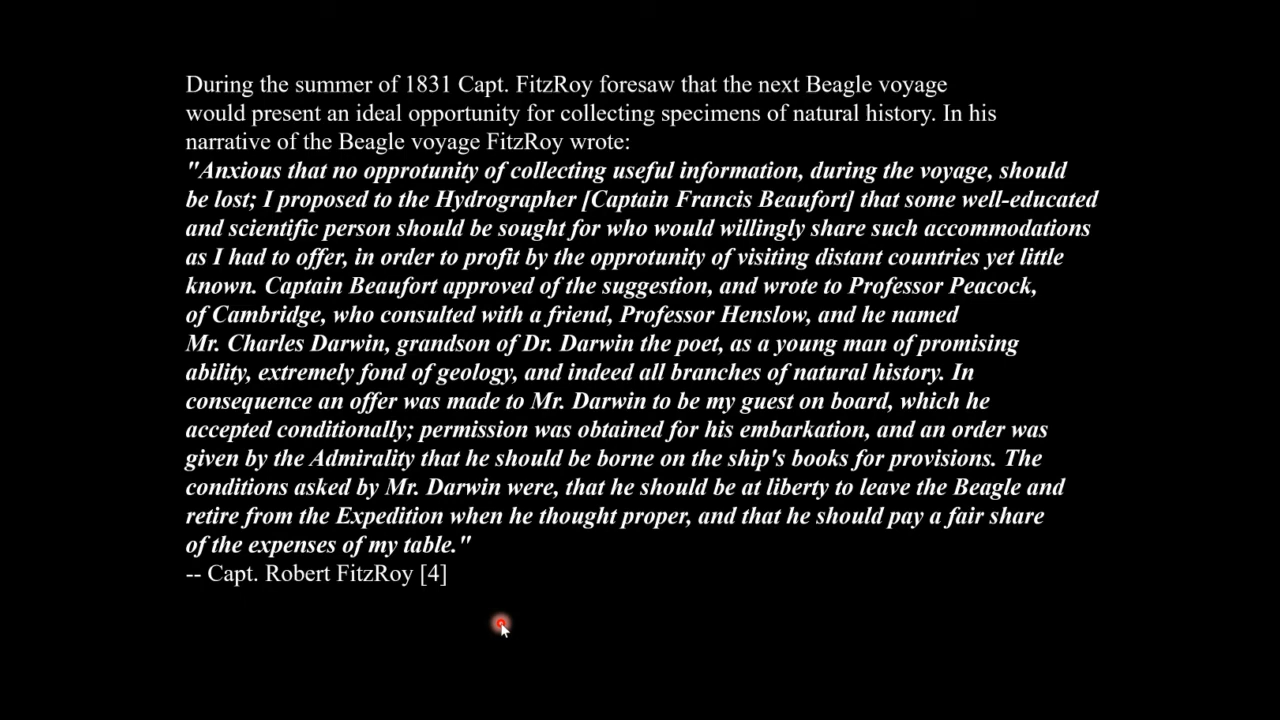 During the summer of 1831 Capt. FitzRoy foresaw that the next Beagle voyage
would present an ideal opportunity for collecting specimens of natural history. In his
narrative of the Beagle voyage FitzRoy wrote:
"Anxious that no opprotunity of collecting useful information, during the voyage, should
be lost; I proposed to the Hydrographer [Captain Francis Beaufort] that some well-educated
and scientific person should be sought for who would willingly share such accommodations
as I had to offer, in order to profit by the opprotunity of visiting distant countries yet little
known. Captain Beaufort approved of the suggestion, and wrote to Professor Peacock,
of Cambridge, who consulted with a friend, Professor Henslow, and he named
Mr. Charles Darwin, grandson of Dr. Darwin the poet, as a young man of promising
ability, extremely fond of geology, and indeed all branches of natural history. In
consequence an offer was made to Mr. Darwin to be my guest on board, which he
accepted conditionally; permission was obtained for his embarkation, and an order was
given by the Admirality that he should be borne on the ship's books for provisions. The
conditions asked by Mr. Darwin were, that he should be at liberty to leave the Beagle and
retire from the Expedition when he thought proper, and that he should pay a fair share
of the expenses of my table."
-- Capt. Robert FitzRoy [4]